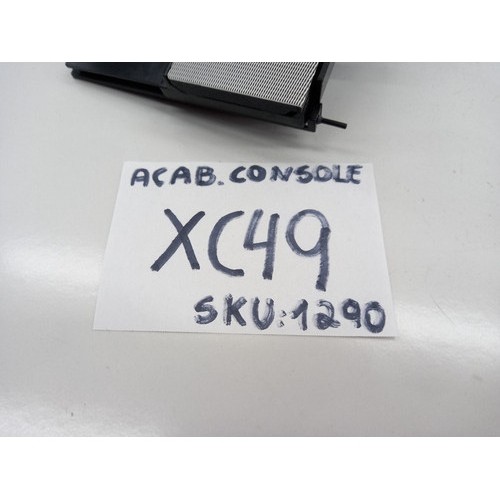 ACAB. CONSOLE
XC49
SKU:1290